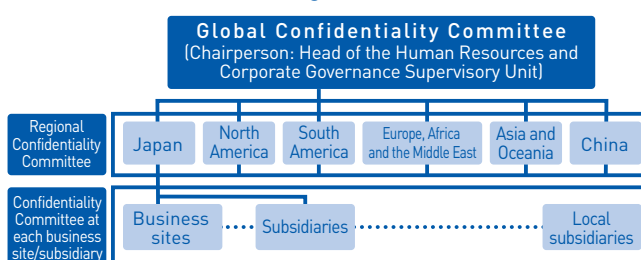 Global Confidentiality Committee
(Chairperson: Head of the Human Resources and
Corporate Governance Supervisory Unit)
Regional
Confidentiality
Committee
Japan
North
America
South
America
Europe, Africa
and the Middle East
Asia and
Oceania
China
Confidentiality
Committee at
each business
site/subsidiary
Business
sites
Subsidiaries
Local
subsidiaries